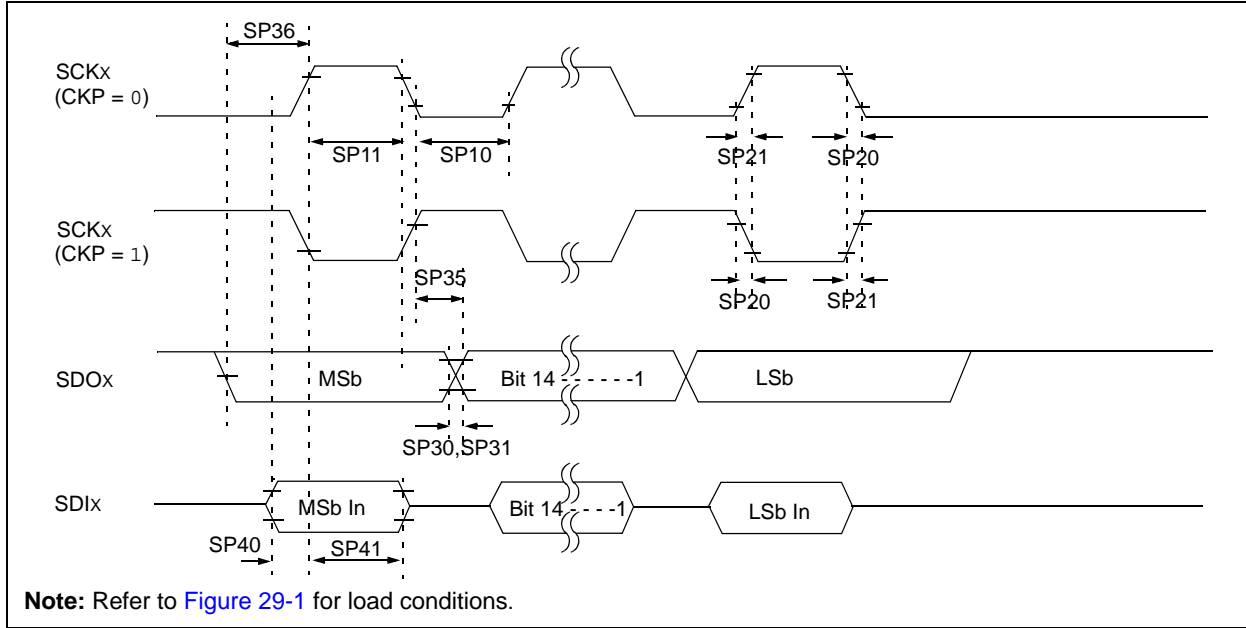 SP36
SCKX
(CKP = 0)
SP11
SP10
SP21
SP20
SCKX
(CKP = 1)
SP35
SP20
SP21
SDOX
MSb
Bit 14 - - - - - -1
LSb
SP30,SP31
SDIX
MSb In
Bit 14 - - - -1
LSb In
SP40
SP41
Note: Refer to Figure 29-1 for load conditions.